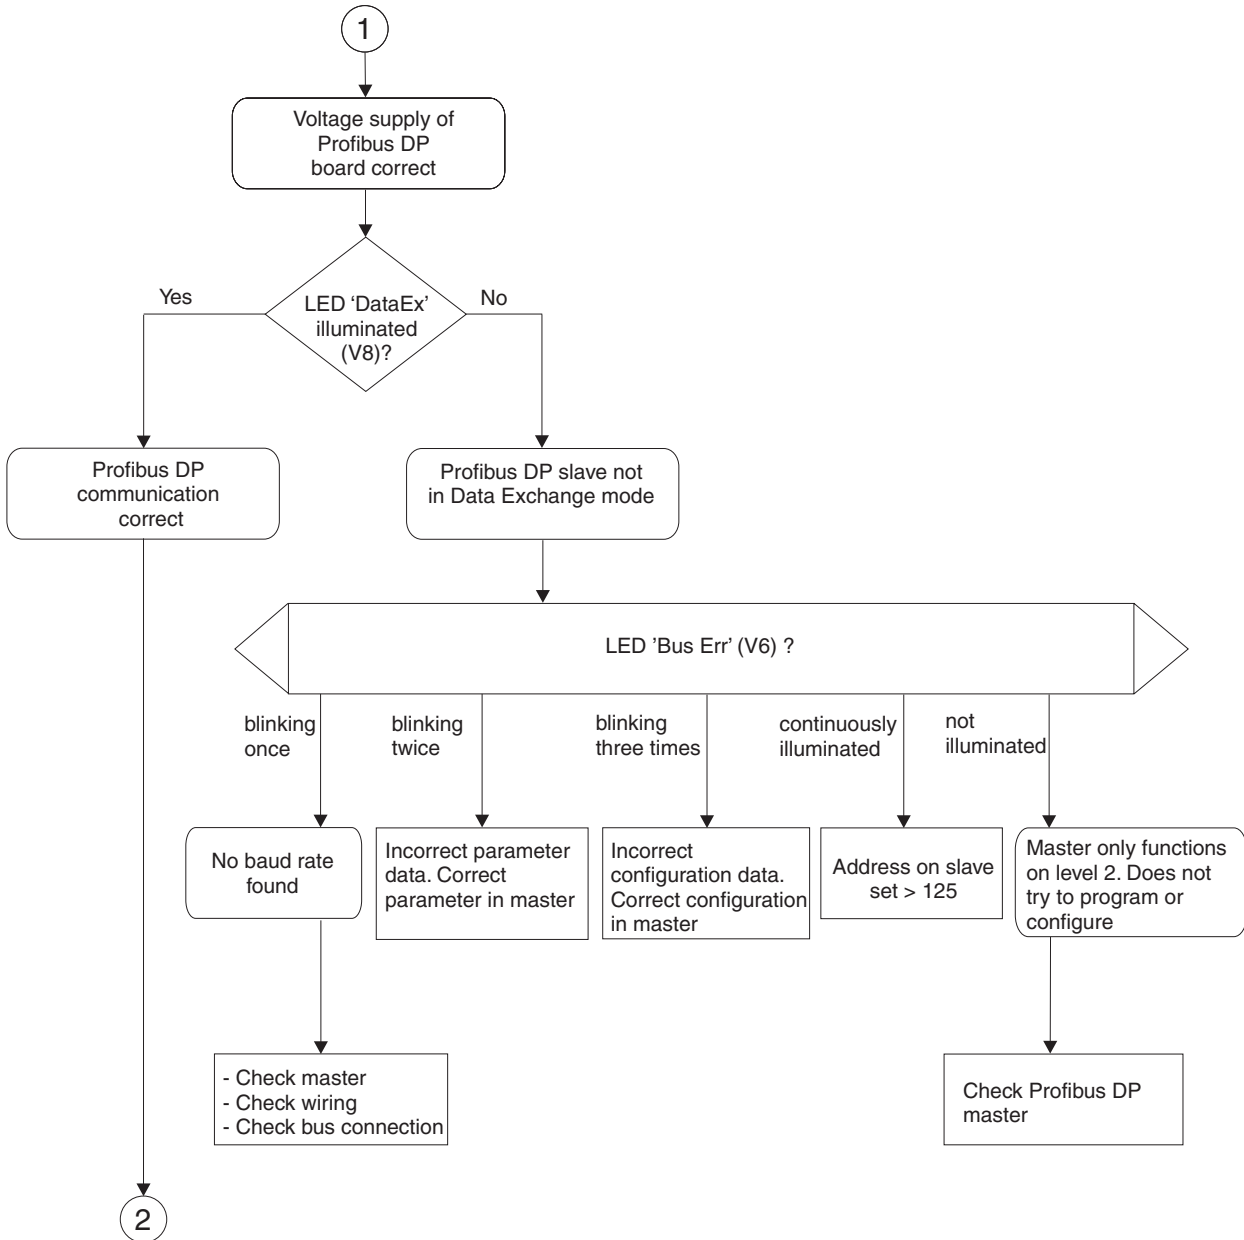 1
Voltage supply of
Profibus DP
board correct
LED ‘DataEx’
illuminated
(V8)?
Yes
No
Profibus DP
communication
correct
Profibus DP slave not
in Data Exchange mode
LED 'Bus Err' (V6) ?
blinking
once
blinking
twice
blinking
three times
continuously
illuminated
not
illuminated
No baud rate
found
Incorrect parameter
data. Correct
parameter in master
Incorrect
configuration data.
Correct configuration
in master
Address on slave
set > 125
Master only functions
on level 2. Does not
try to program or
configure
- Check master
- Check wiring
- Check bus connection
Check Profibus DP
master
2